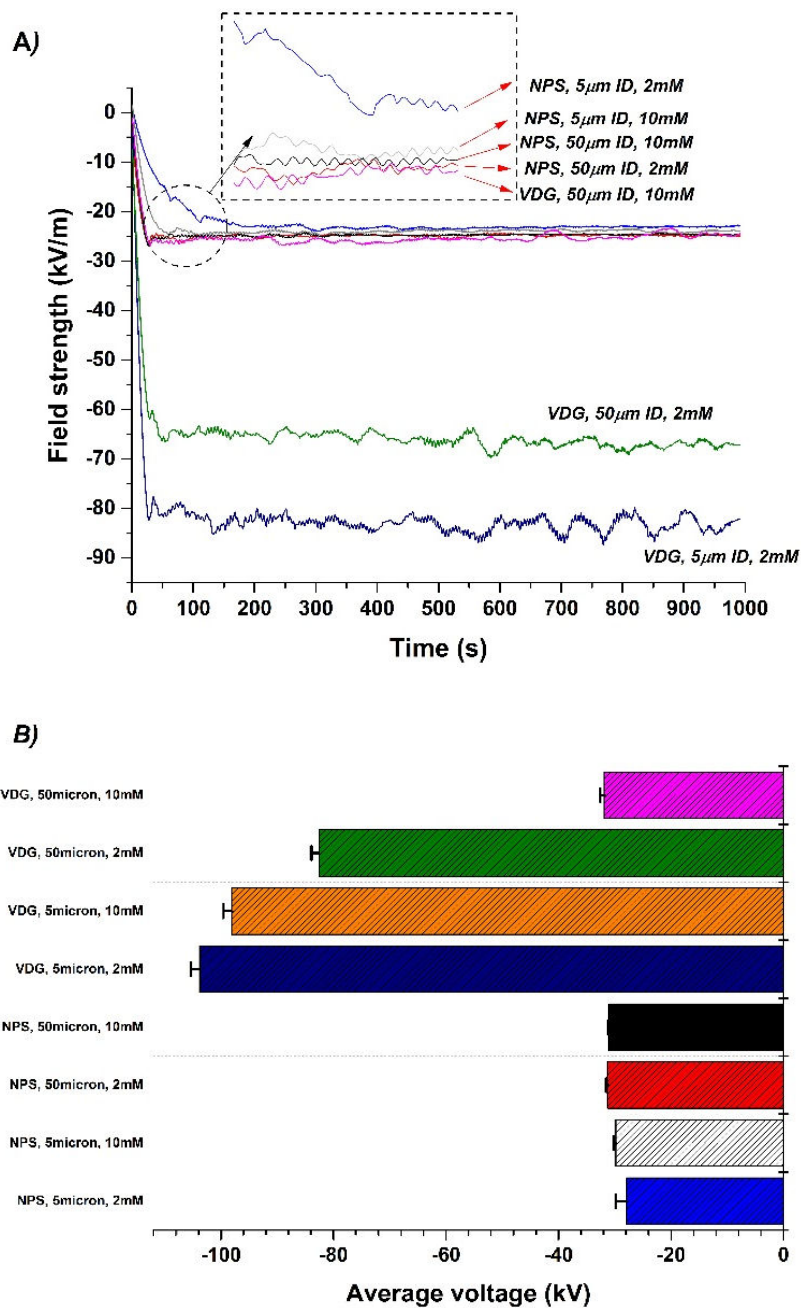 A)
NPS, 5μm ID, 2mM
NPS, 5μm ID, 10mM
NPS, 50μm ID, 10mM
NPS, 50μm ID, 2mM
VDG, 50μm ID, 10mM
0
-10
-20
-30
-40
-50
-60
-70
-80
-90
Field strength (kV/m)
VDG, 50μm ID, 2mM
VDG, 5μm ID, 2mM
0 100 200 300 400 500 600 700 800 900 1000
Time (s)
B)
VDG, 50micron, 10mM
VDG, 50micron, 2mM
VDG, 5micron, 10mM
VDG, 5micron, 2mM
NPS, 50micron, 10mM
NPS, 50micron, 2mM
NPS, 5micron, 10mM
NPS, 5micron, 2mM
-100 -80 -60 -40 -20 0
Average voltage (kV)